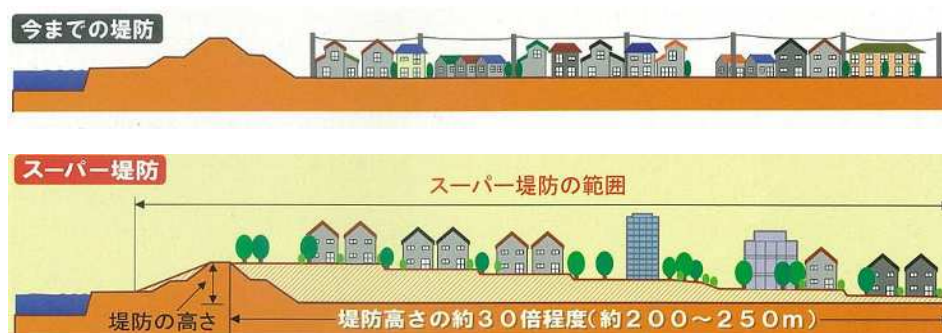 今までの堤防
スーパー堤防
スーパー堤防の範囲
堤防の高さ
堤防高さの約30倍程度(約200〜250m)